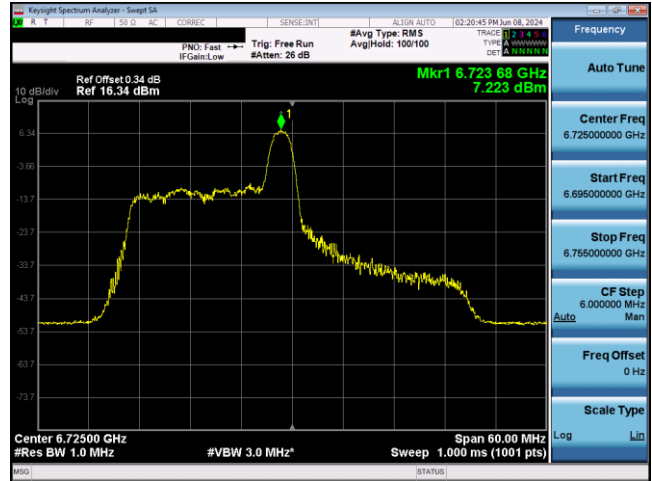 Keysight Spectrum Analyzer - Swept SA
R T RF 50 Ω AC CORREC SENSE:INT ALIGN AUTO 02:20:45 PM Jun 08, 2024
PNO: Fast Trig: Free Run #Avg Type: RMS TRACE 1 2 3 4 5 6
IFGain:Low #Atten: 26 dB Avg|Hold: 100/100 TYPE A WWWWW
DET A N N N N N
Frequency
Auto Tune
Center Freq
6.725000000 GHz
Start Freq
6.695000000 GHz
Stop Freq
6.755000000 GHz
CF Step
6.000000 MHz
Auto Man
Freq Offset
0 Hz
Scale Type
Log Lin
Mkr1 6.723 68 GHz
7.223 dBm
Ref Offset 0.34 dB
10 dB/div Ref 16.34 dBm
Log
1
6.34
-3.66
-13.7
-23.7
-33.7
-43.7
-53.7
-63.7
-73.7
Center 6.72500 GHz Span 60.00 MHz
#Res BW 1.0 MHz #VBW 3.0 MHz* Sweep 1.000 ms (1001 pts)
MSG STATUS